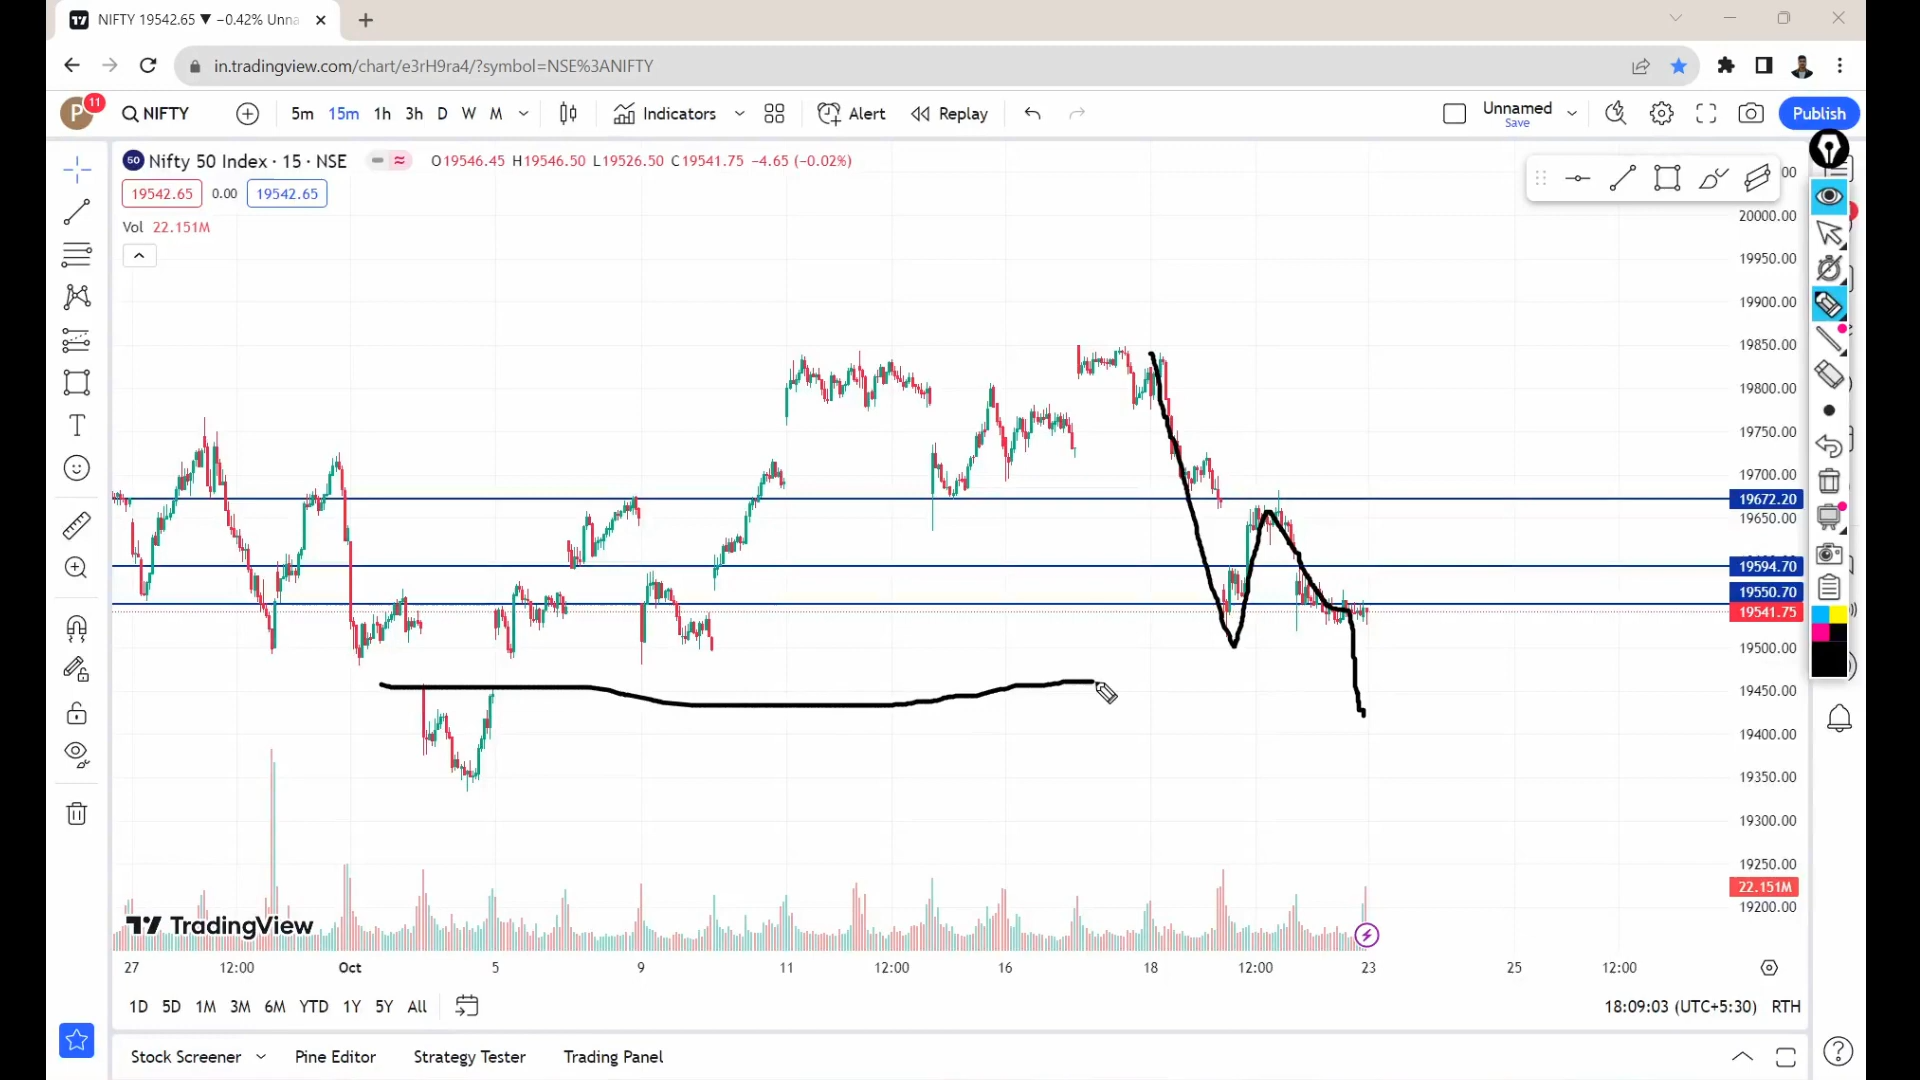 NIFTY 19542.65 ▼ −0.42% Unna
in.tradingview.com/chart/e3rH9ra4/?symbol=NSE%3ANIFTY
P 11 NIFTY 5m 15m 1h 3h D W M Indicators Alert Replay Unnamed Publish
Save
50 Nifty 50 Index · 15 · NSE O19546.45 H19546.50 L19526.50 C19541.75 −4.65 (−0.02%)
19542.65 0.00 19542.65
Vol 22.151M
20000.00
19950.00
19900.00
19850.00
19800.00
19750.00
19700.00
19672.20
19650.00
19594.70
19550.70
19541.75
19500.00
19450.00
19400.00
19350.00
19300.00
19250.00
22.151M
19200.00
TradingView
27 12:00 Oct 5 9 11 12:00 16 18 12:00 23 25 12:00
1D 5D 1M 3M 6M YTD 1Y 5Y All 18:09:03 (UTC+5:30) RTH
Stock Screener Pine Editor Strategy Tester Trading Panel